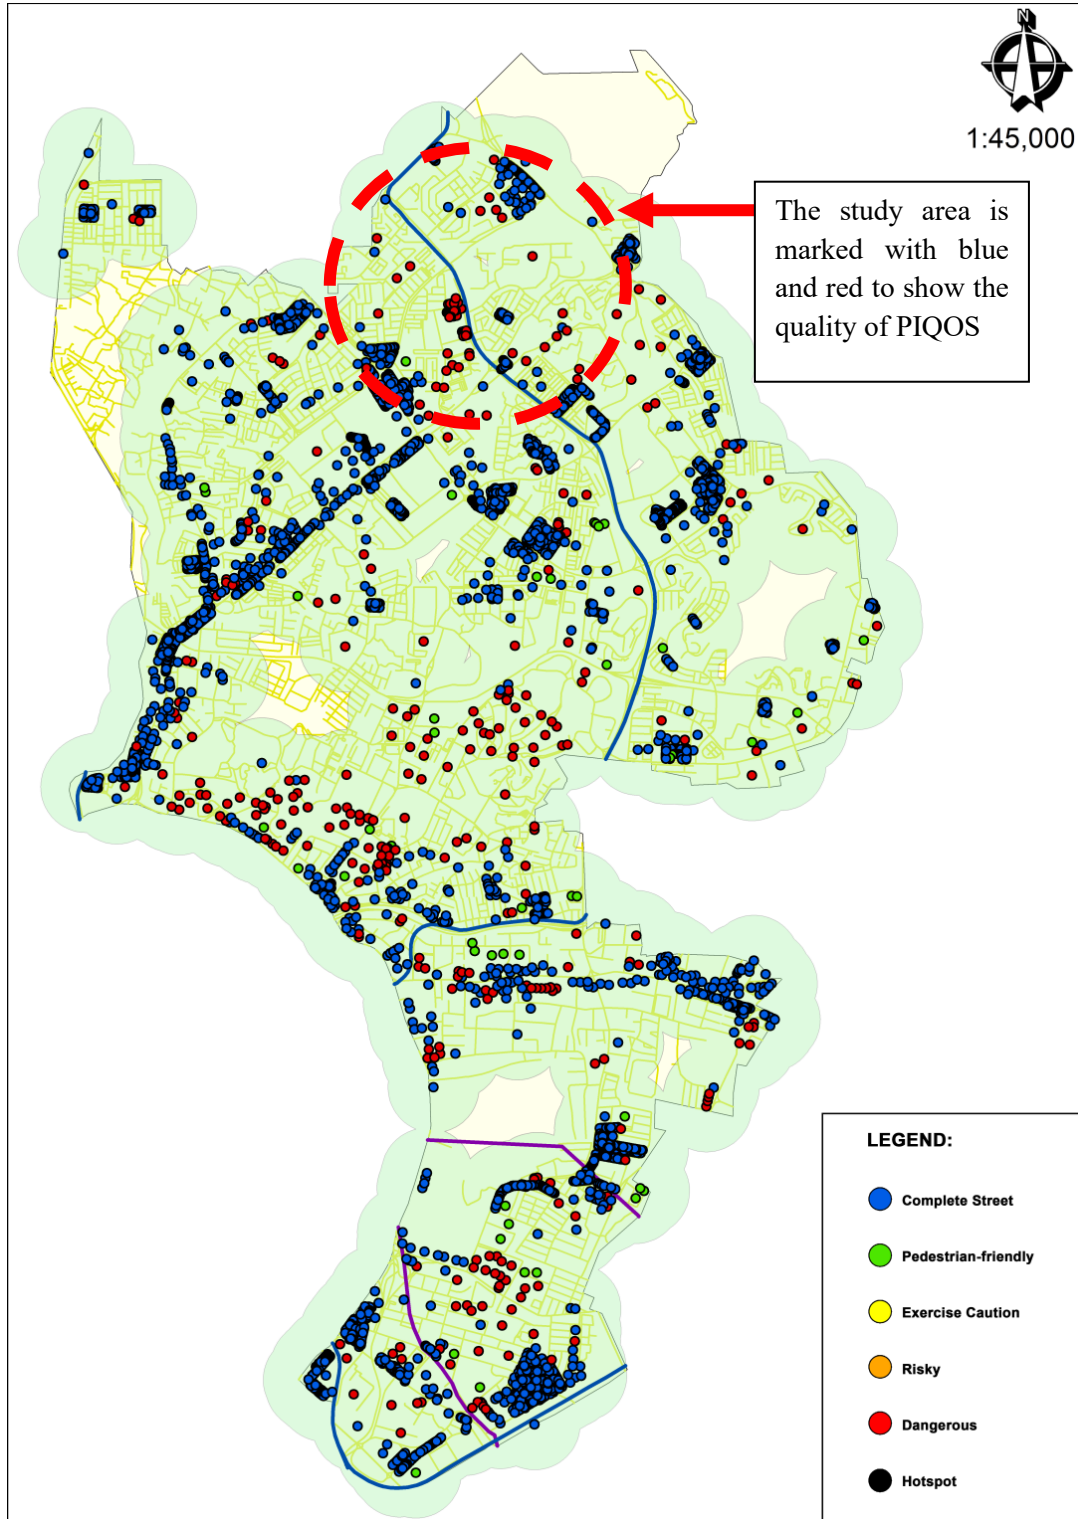 N
1:45,000
The study area is
marked with blue
and red to show the
quality of PIQOS
LEGEND:
Complete Street
Pedestrian-friendly
Exercise Caution
Risky
Dangerous
Hotspot